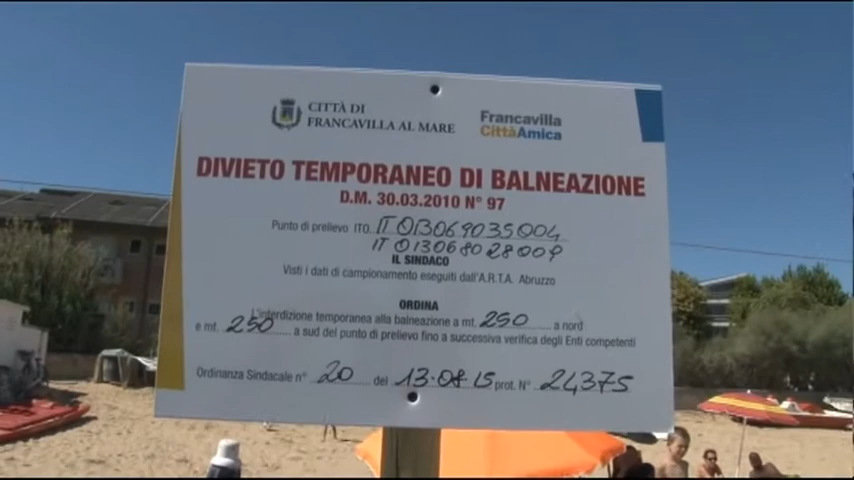 CITTÀ DI
FRANCAVILLA AL MARE
Francavilla
CittàAmica
DIVIETO TEMPORANEO DI BALNEAZIONE
D.M. 30.03.2010 N° 97
Punto di prelievo ITO IT013069035004
IT013068028009
IL SINDACO
Visti i dati di campionamento eseguiti dall'A.R.T.A. Abruzzo
ORDINA
L'interdizione temporanea alla balneazione a mt. 250 a nord
e mt. 250 a sud del punto di prelievo fino a successiva verifica degli Enti competenti
Ordinanza Sindacale n° 20 del 13.08.15 prot. N° 24375